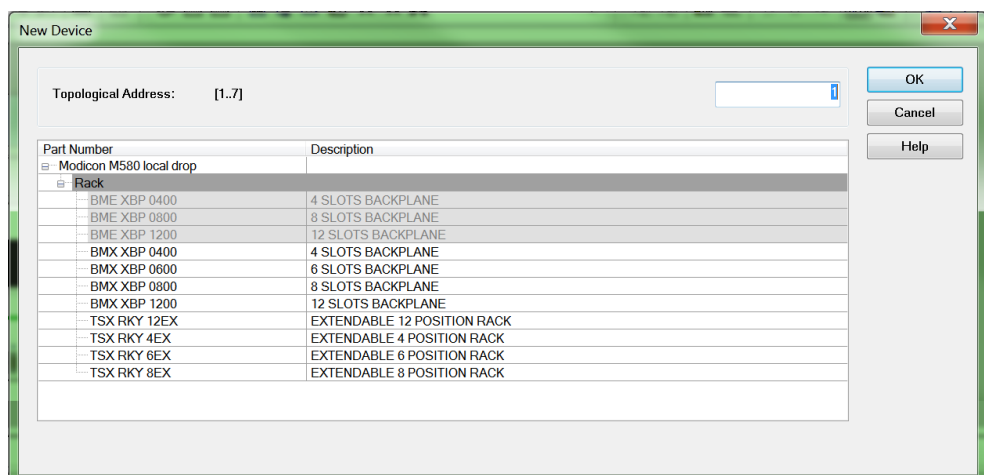 New Device
X
Topological Address: [1..7] 1
OK
Cancel
Help
Part Number Description
Modicon M580 local drop
Rack
BME XBP 0400 4 SLOTS BACKPLANE
BME XBP 0800 8 SLOTS BACKPLANE
BME XBP 1200 12 SLOTS BACKPLANE
BMX XBP 0400 4 SLOTS BACKPLANE
BMX XBP 0600 6 SLOTS BACKPLANE
BMX XBP 0800 8 SLOTS BACKPLANE
BMX XBP 1200 12 SLOTS BACKPLANE
TSX RKY 12EX EXTENDABLE 12 POSITION RACK
TSX RKY 4EX EXTENDABLE 4 POSITION RACK
TSX RKY 6EX EXTENDABLE 6 POSITION RACK
TSX RKY 8EX EXTENDABLE 8 POSITION RACK